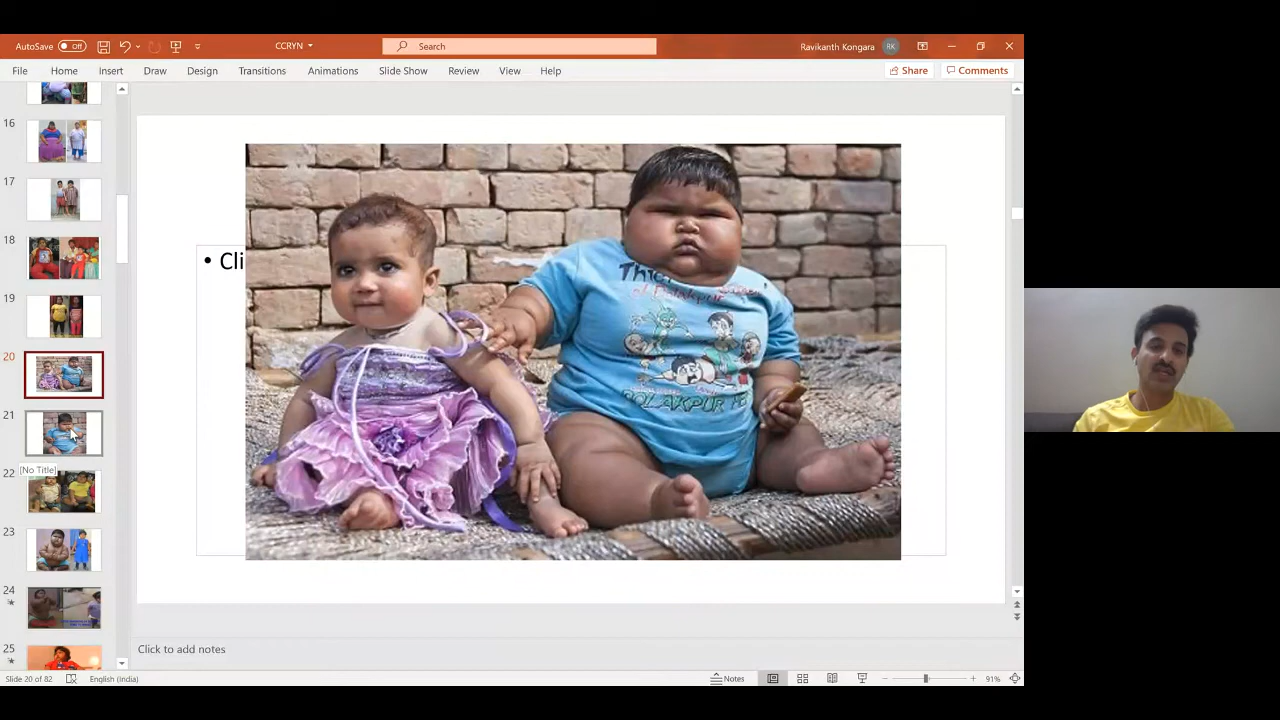 AutoSave Off
CCRYN
Search
Ravikanth Kongara RK
File Home Insert Draw Design Transitions Animations Slide Show Review View Help
Share Comments
16
17
18
19
20
21
[No Title]
22
23
24
25
• Cli
POLAKPUR
Click to add notes
Slide 20 of 82 English (India) Notes 91%